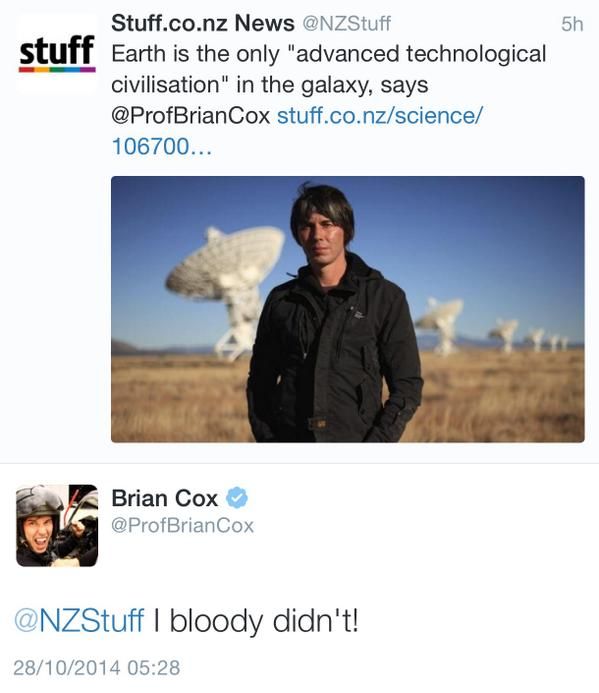 stuff
Stuff.co.nz News @NZStuff 5h
Earth is the only "advanced technological
civilisation" in the galaxy, says
@ProfBrianCox stuff.co.nz/science/
106700...
Brian Cox
@ProfBrianCox
@NZStuff I bloody didn't!
28/10/2014 05:28